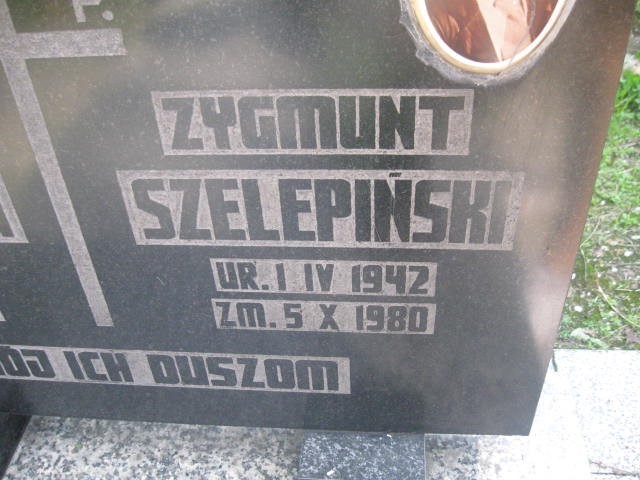 P.
ZYGMUNT
SZELEPIŃSKI
UR. 1 IV 1942
ZM. 5 X 1980
ICH DUSZOM